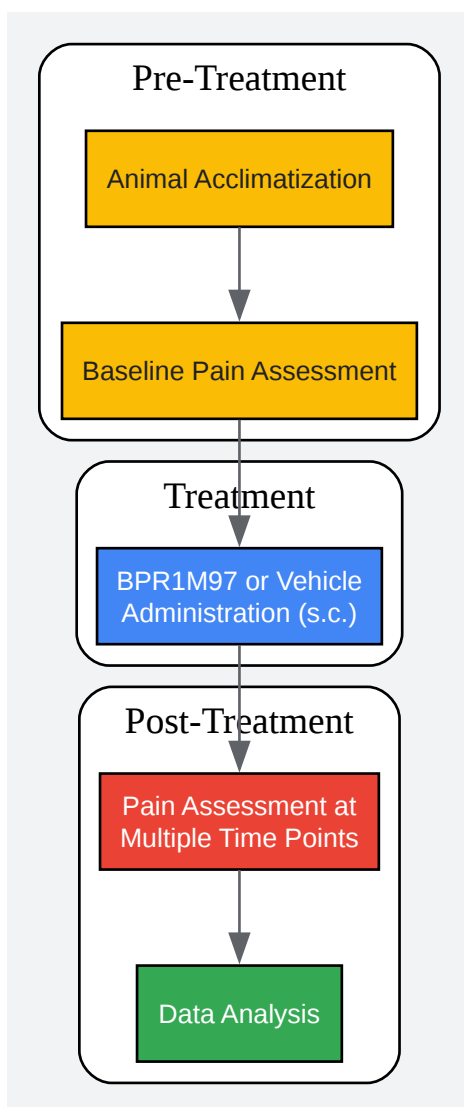 Pre-Treatment
Animal Acclimatization
Baseline Pain Assessment
Treatment
BPR1M97 or Vehicle
Administration (s.c.)
Post-Treatment
Pain Assessment at
Multiple Time Points
Data Analysis